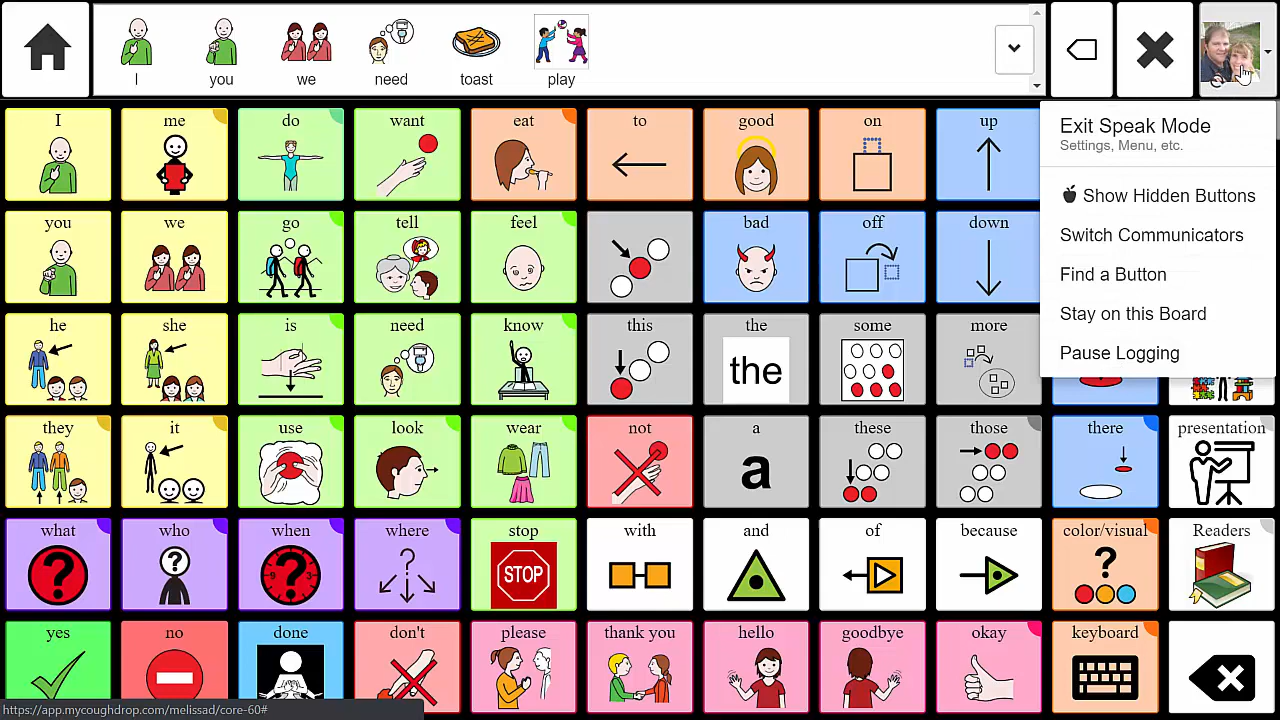 I you we need toast play
Exit Speak Mode
Settings, Menu, etc.
Show Hidden Buttons
Switch Communicators
Find a Button
Stay on this Board
Pause Logging
I me do want eat to good on up
you we go tell feel bad off down
he she is need know this the some more
the
they it use look wear not a these those there presentation
a
what who when where stop with and of because color/visual Readers
STOP
yes no done don't please thank you hello goodbye okay keyboard
https://app.mycoughdrop.com/melissad/core-60#